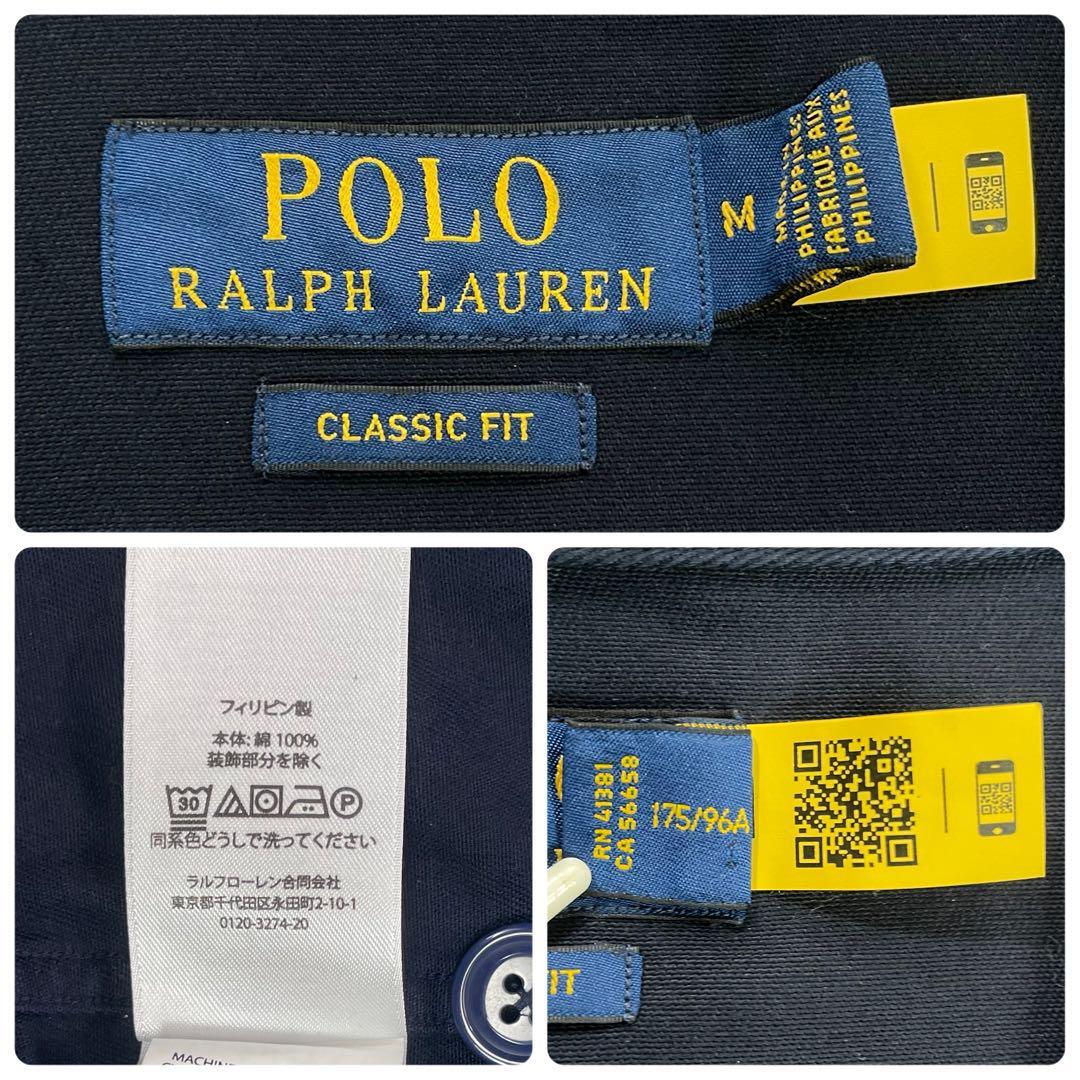 POLO
RALPH LAUREN
M
PHILIPPINES
FABRIQUÉ AUX
PHILIPPINES
CLASSIC FIT
フィリピン製
本体: 綿 100%
装飾部分を除く
30
P
同系色どうしで洗ってください
ラルフローレン合同会社
東京都千代田区永田町2-10-1
0120-3274-20
MACHINE
RN 41381
CA 56658
175/96A
IT